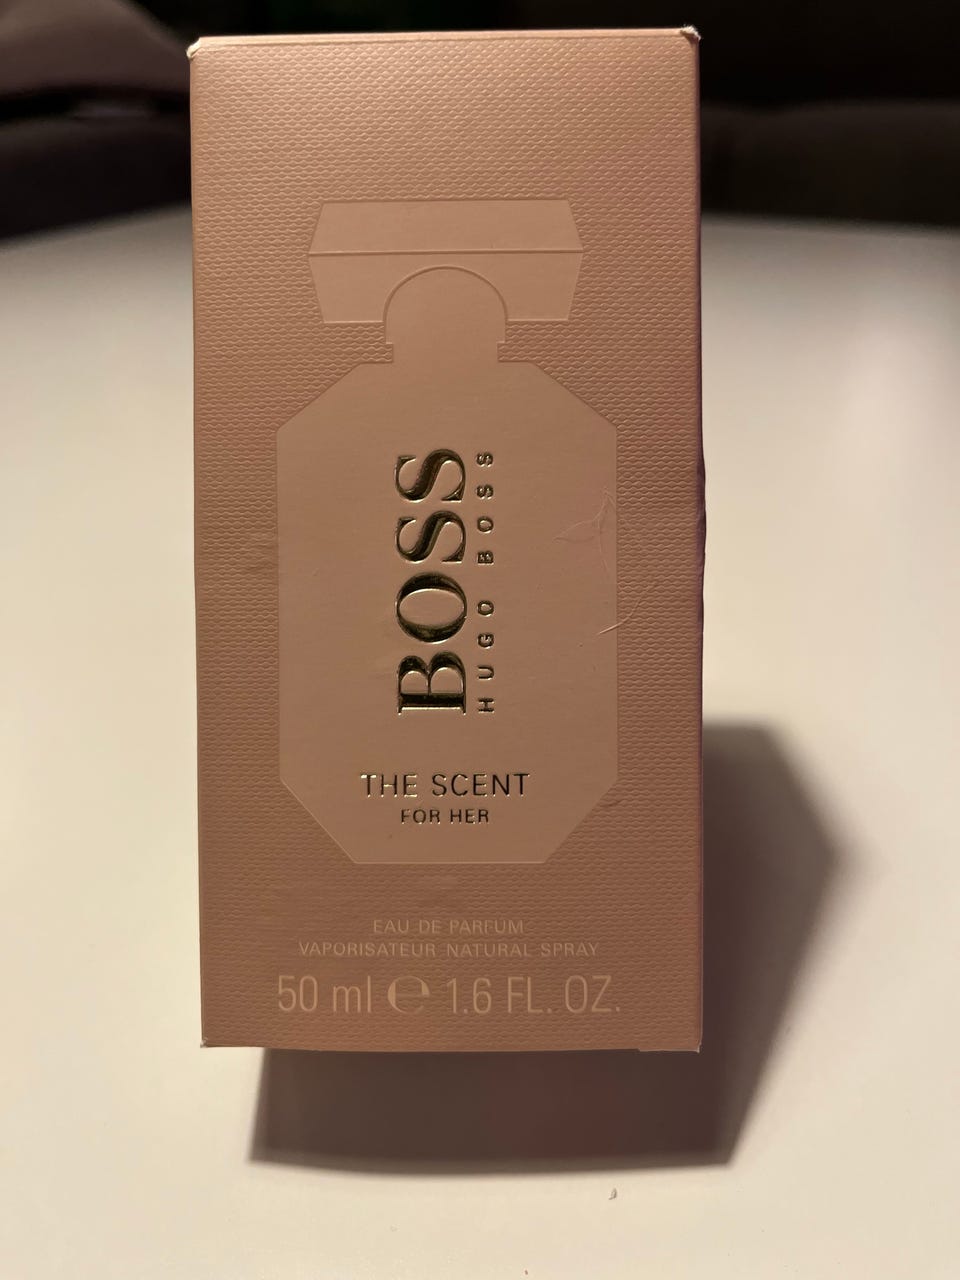 BOSS
HUGO BOSS
THE SCENT
FOR HER
EAU DE PARFUM
VAPORISATEUR NATURAL SPRAY
50 ml ℮ 1.6 FL. OZ.